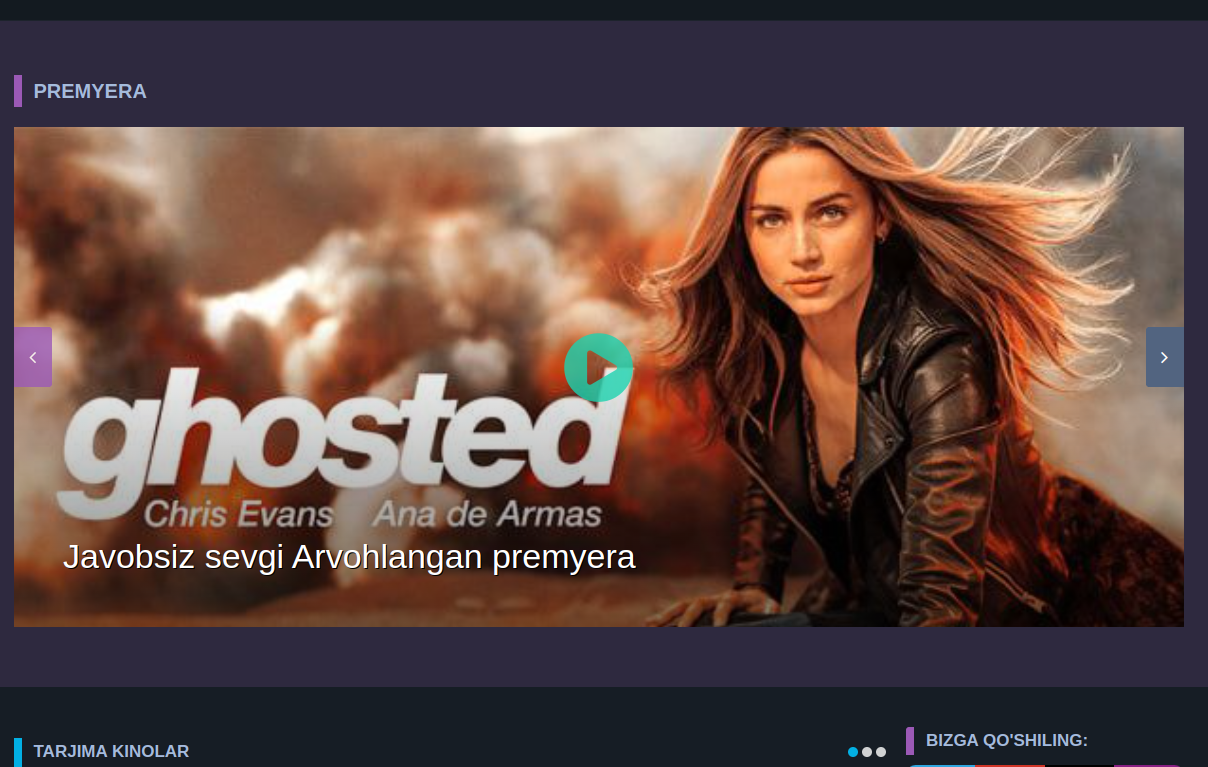 PREMYERA
ghosted
Chris Evans Ana de Armas
Javobsiz sevgi Arvohlangan premyera
TARJIMA KINOLAR
BIZGA QO'SHILING: